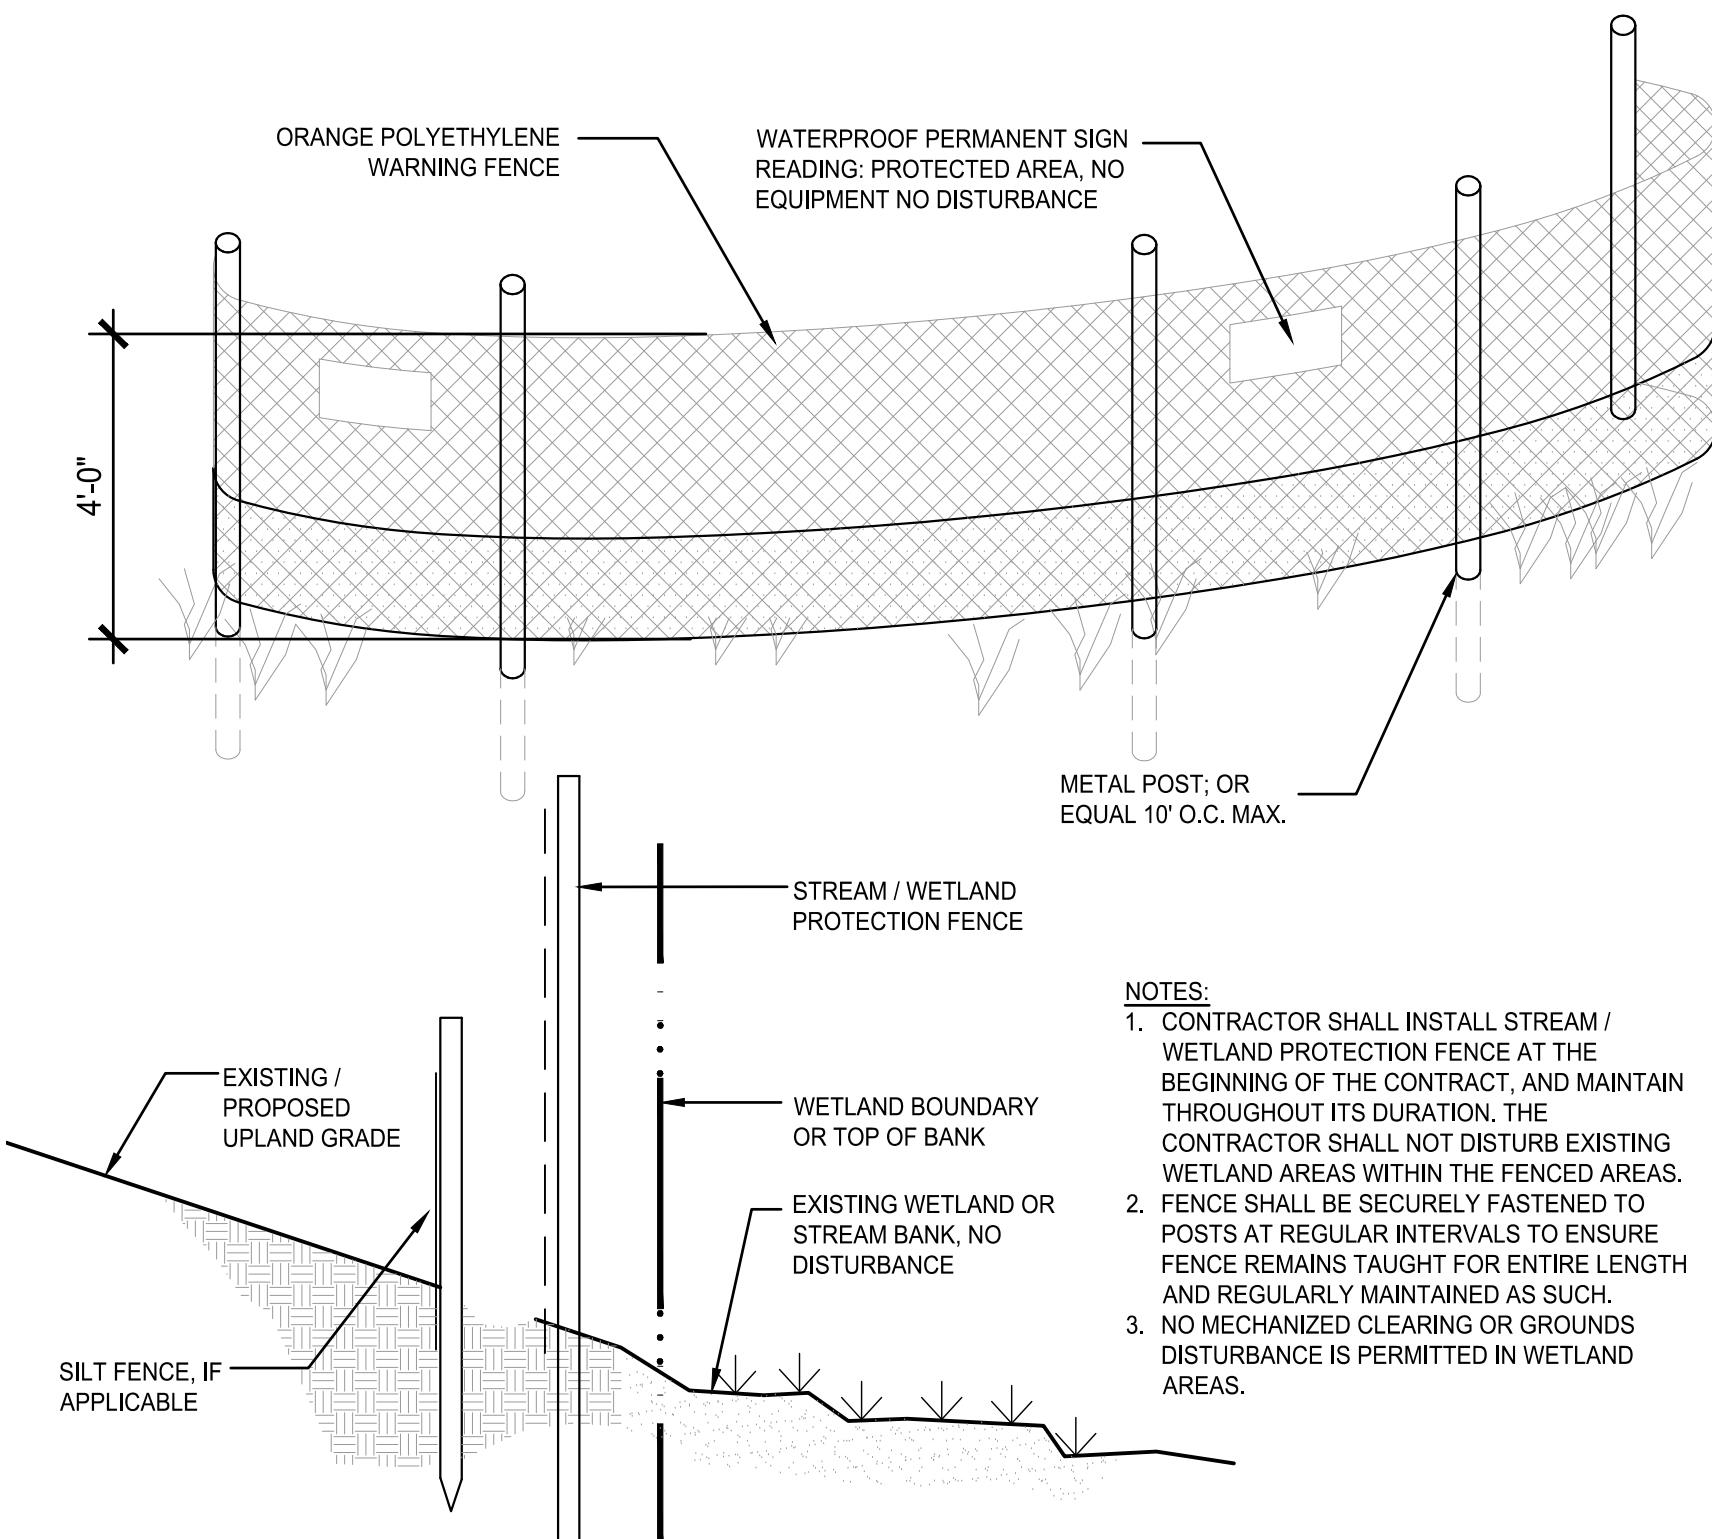 ORANGE POLYETHYLENE
WARNING FENCE
WATERPROOF PERMANENT SIGN
READING: PROTECTED AREA, NO
EQUIPMENT NO DISTURBANCE
4'-0"
METAL POST; OR
EQUAL 10' O.C. MAX.
STREAM / WETLAND
PROTECTION FENCE
EXISTING /
PROPOSED
UPLAND GRADE
WETLAND BOUNDARY
OR TOP OF BANK
EXISTING WETLAND OR
STREAM BANK, NO
DISTURBANCE
SILT FENCE, IF
APPLICABLE
NOTES:
1. CONTRACTOR SHALL INSTALL STREAM /
WETLAND PROTECTION FENCE AT THE
BEGINNING OF THE CONTRACT, AND MAINTAIN
THROUGHOUT ITS DURATION. THE
CONTRACTOR SHALL NOT DISTURB EXISTING
WETLAND AREAS WITHIN THE FENCED AREAS.
2. FENCE SHALL BE SECURELY FASTENED TO
POSTS AT REGULAR INTERVALS TO ENSURE
FENCE REMAINS TAUGHT FOR ENTIRE LENGTH
AND REGULARLY MAINTAINED AS SUCH.
3. NO MECHANIZED CLEARING OR GROUNDS
DISTURBANCE IS PERMITTED IN WETLAND
AREAS.